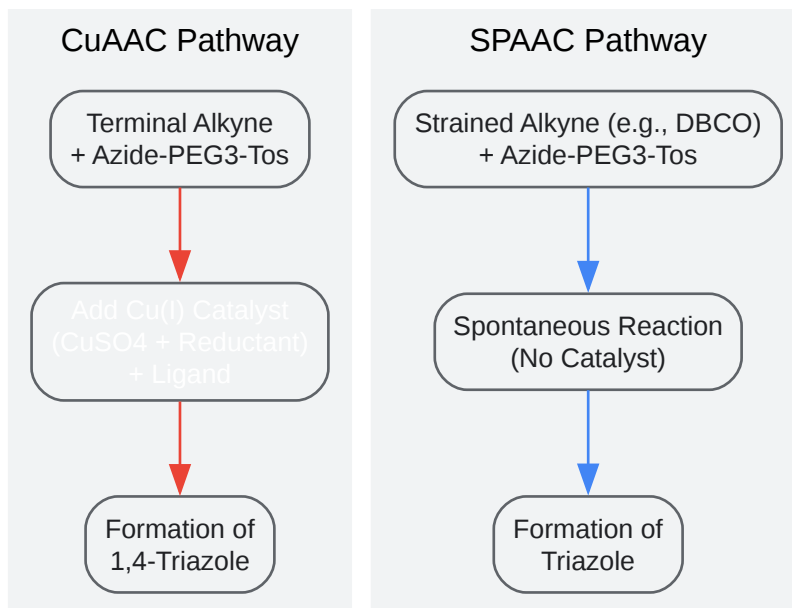 CuAAC Pathway
Terminal Alkyne
+ Azide-PEG3-Tos
Add Cu(I) Catalyst
(CuSO4 + Reductant)
+ Ligand
Formation of
1,4-Triazole
SPAAC Pathway
Strained Alkyne (e.g., DBCO)
+ Azide-PEG3-Tos
Spontaneous Reaction
(No Catalyst)
Formation of
Triazole